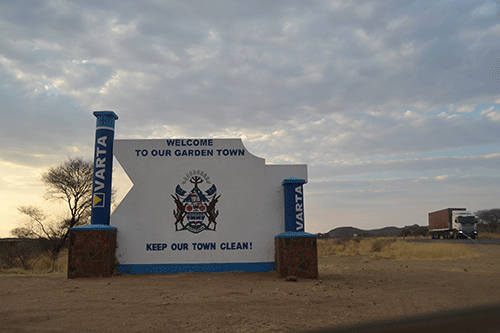 WELCOME
TO OUR GARDEN TOWN
VARTA
VARTA
KEEP OUR TOWN CLEAN!